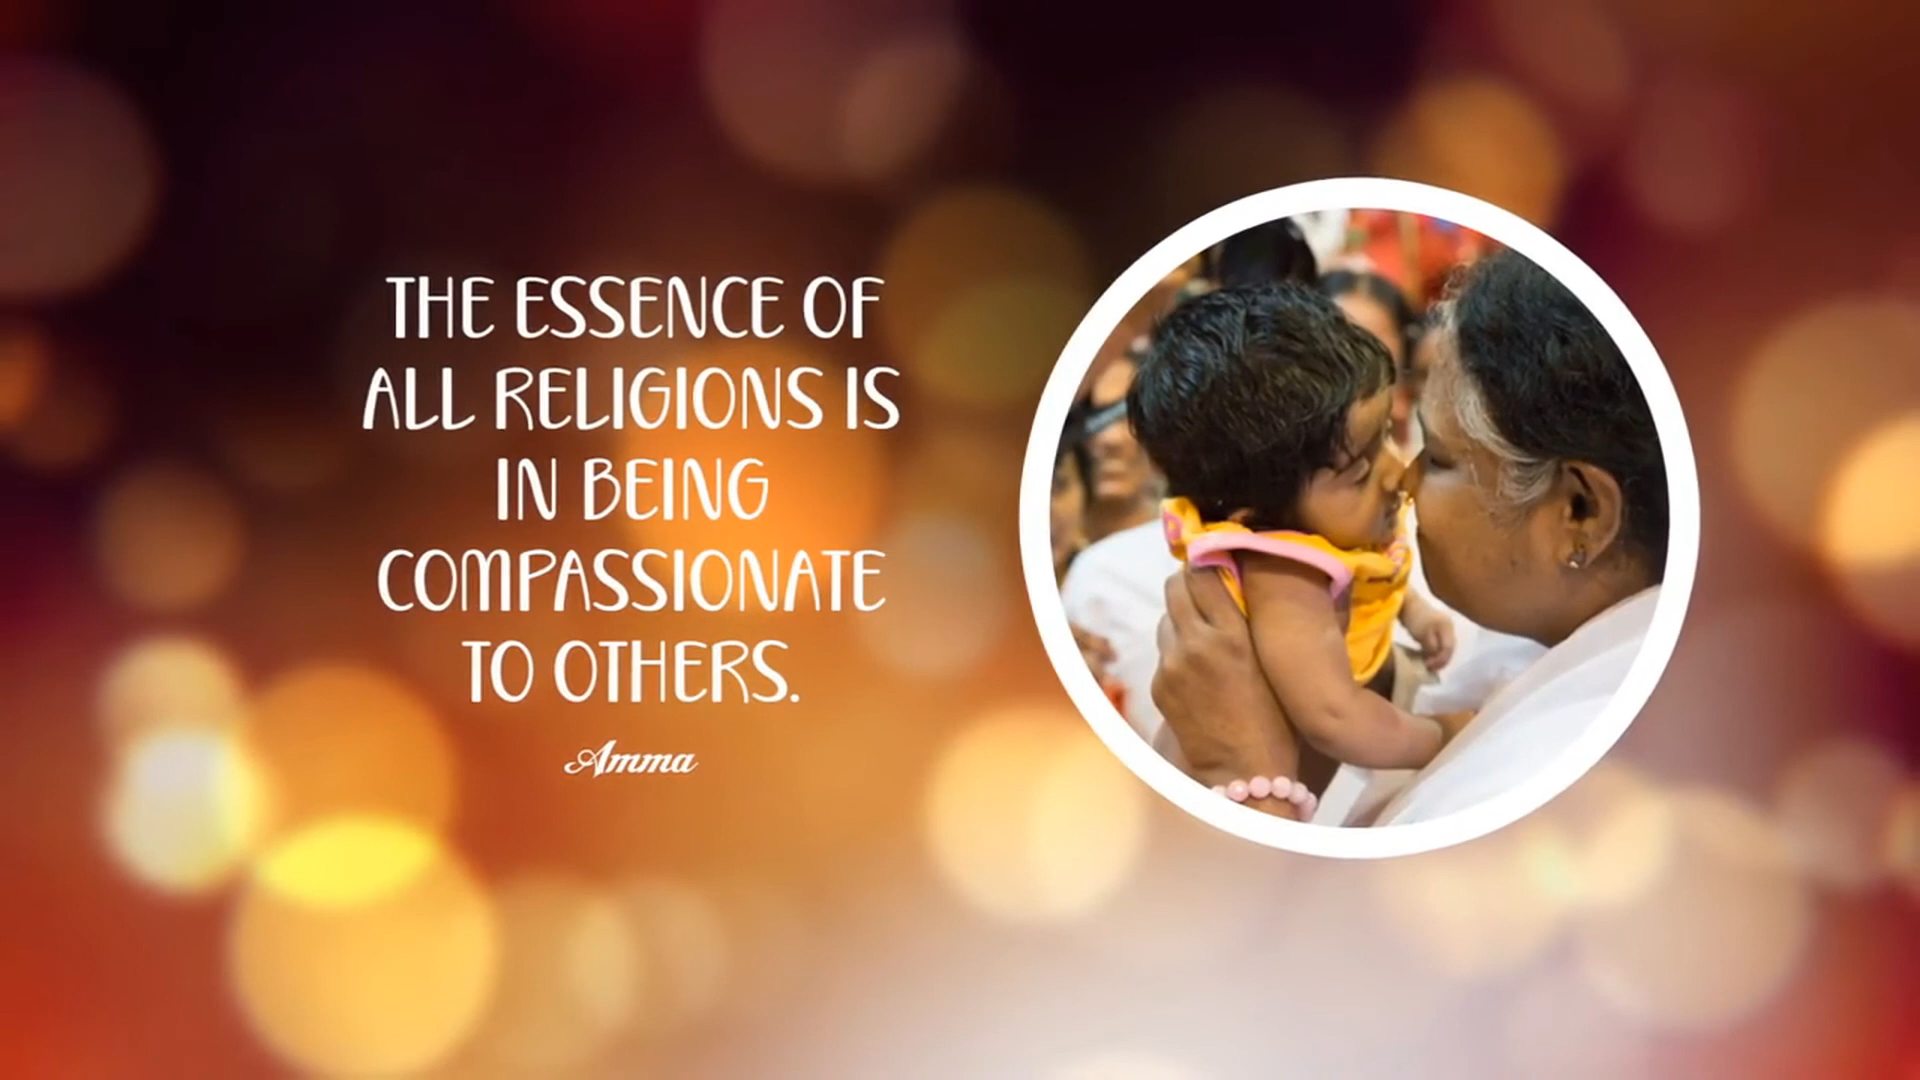 THE ESSENCE OF
ALL RELIGIONS IS
IN BEING
COMPASSIONATE
TO OTHERS.
Amma